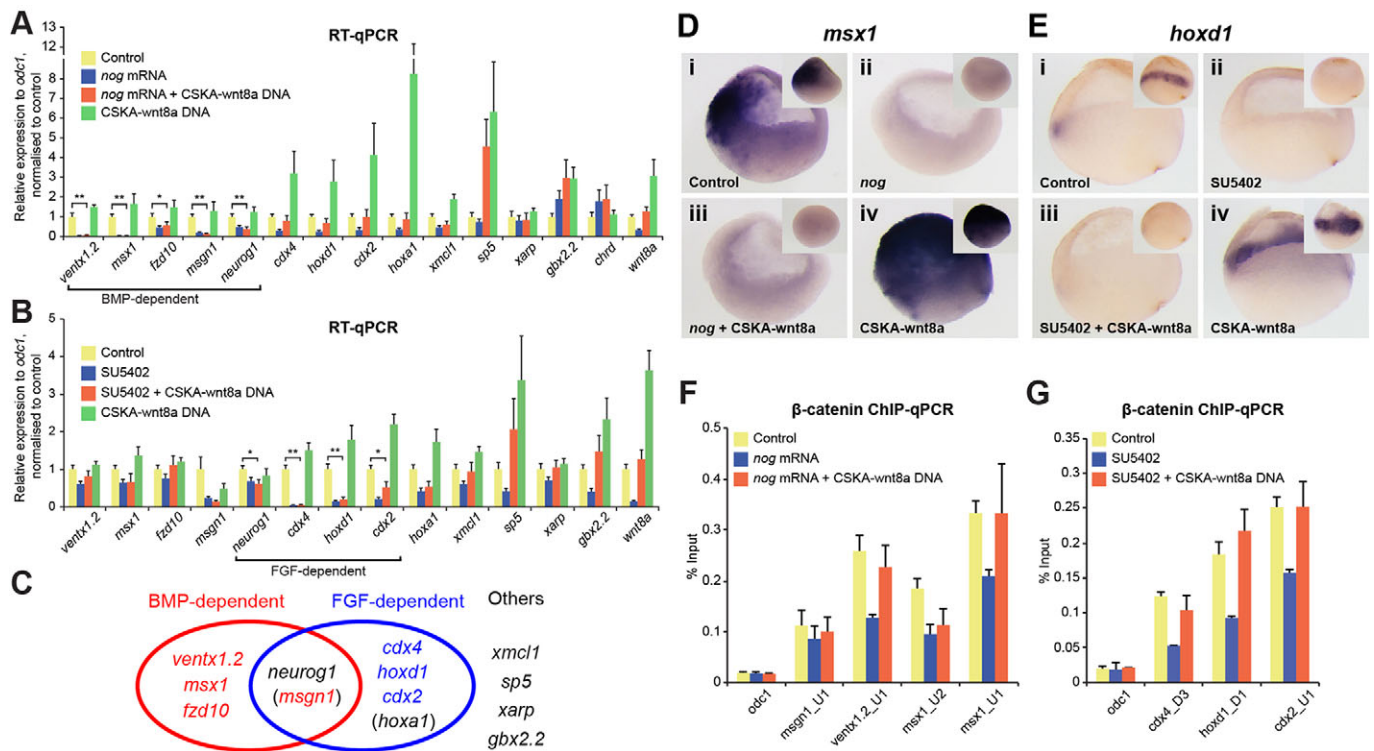 A
RT-qPCR
Relative expression to odc1,
normalised to control
13
12
8
7
6
5
4
3
2
1
0
Control
nog mRNA
nog mRNA + CSKA-wnt8a DNA
CSKA-wnt8a DNA
** ** * ** **
ventx1.2 msx1 fzd10 msgn1 neurog1 cdx4 hoxd1 cdx2 hoxa1 xmcl1 sp5 xarp gbx2.2 chrd wnt8a
BMP-dependent
B
RT-qPCR
Relative expression to odc1,
normalised to control
5
4
3
2
1
0
Control
SU5402
SU5402 + CSKA-wnt8a DNA
CSKA-wnt8a DNA
* ** ** *
ventx1.2 msx1 fzd10 msgn1 neurog1 cdx4 hoxd1 cdx2 hoxa1 xmcl1 sp5 xarp gbx2.2 wnt8a
FGF-dependent
C
BMP-dependent FGF-dependent Others
ventx1.2
msx1
fzd10
neurog1
(msgn1)
cdx4
hoxd1
cdx2
(hoxa1)
xmcl1
sp5
xarp
gbx2.2
D
msx1
i
Control
ii
nog
iii
nog + CSKA-wnt8a
iv
CSKA-wnt8a
E
hoxd1
i
Control
ii
SU5402
iii
SU5402 + CSKA-wnt8a
iv
CSKA-wnt8a
F
β-catenin ChIP-qPCR
% Input
0.5
0.4
0.3
0.2
0.1
0
Control
nog mRNA
nog mRNA + CSKA-wnt8a DNA
odc1 msgn1_U1 ventx1.2_U1 msx1_U2 msx1_U1
G
β-catenin ChIP-qPCR
% Input
0.35
0.3
0.25
0.2
0.15
0.1
0.05
0
Control
SU5402
SU5402 + CSKA-wnt8a DNA
odc1 cdx4_D3 hoxd1_D1 cdx2_U1